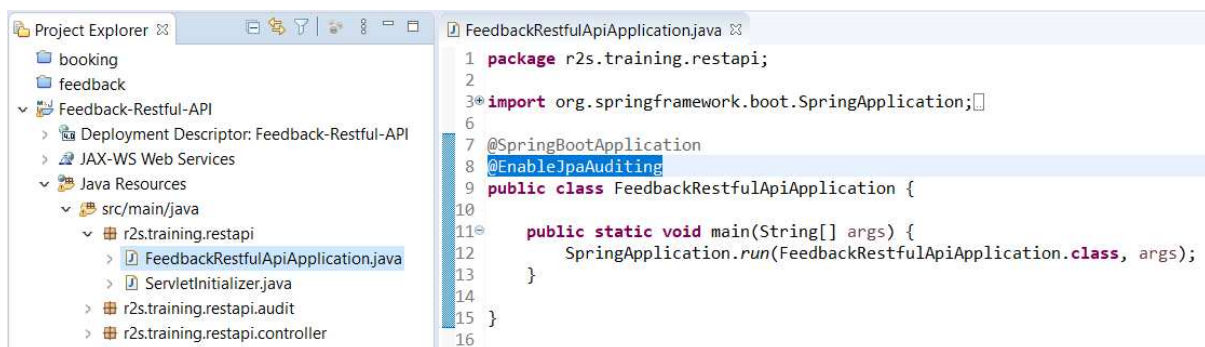 Project Explorer
booking
feedback
Feedback-Restful-API
Deployment Descriptor: Feedback-Restful-API
JAX-WS Web Services
Java Resources
src/main/java
r2s.training.restapi
FeedbackRestfulApiApplication.java
ServletInitializer.java
r2s.training.restapi.audit
r2s.training.restapi.controller
FeedbackRestfulApiApplication.java
1 package r2s.training.restapi;
2
3 import org.springframework.boot.SpringApplication;
6
7 @SpringBootApplication
8 @EnableJpaAuditing
9 public class FeedbackRestfulApiApplication {
10
11 public static void main(String[] args) {
12 SpringApplication.run(FeedbackRestfulApiApplication.class, args);
13 }
14
15 }
16